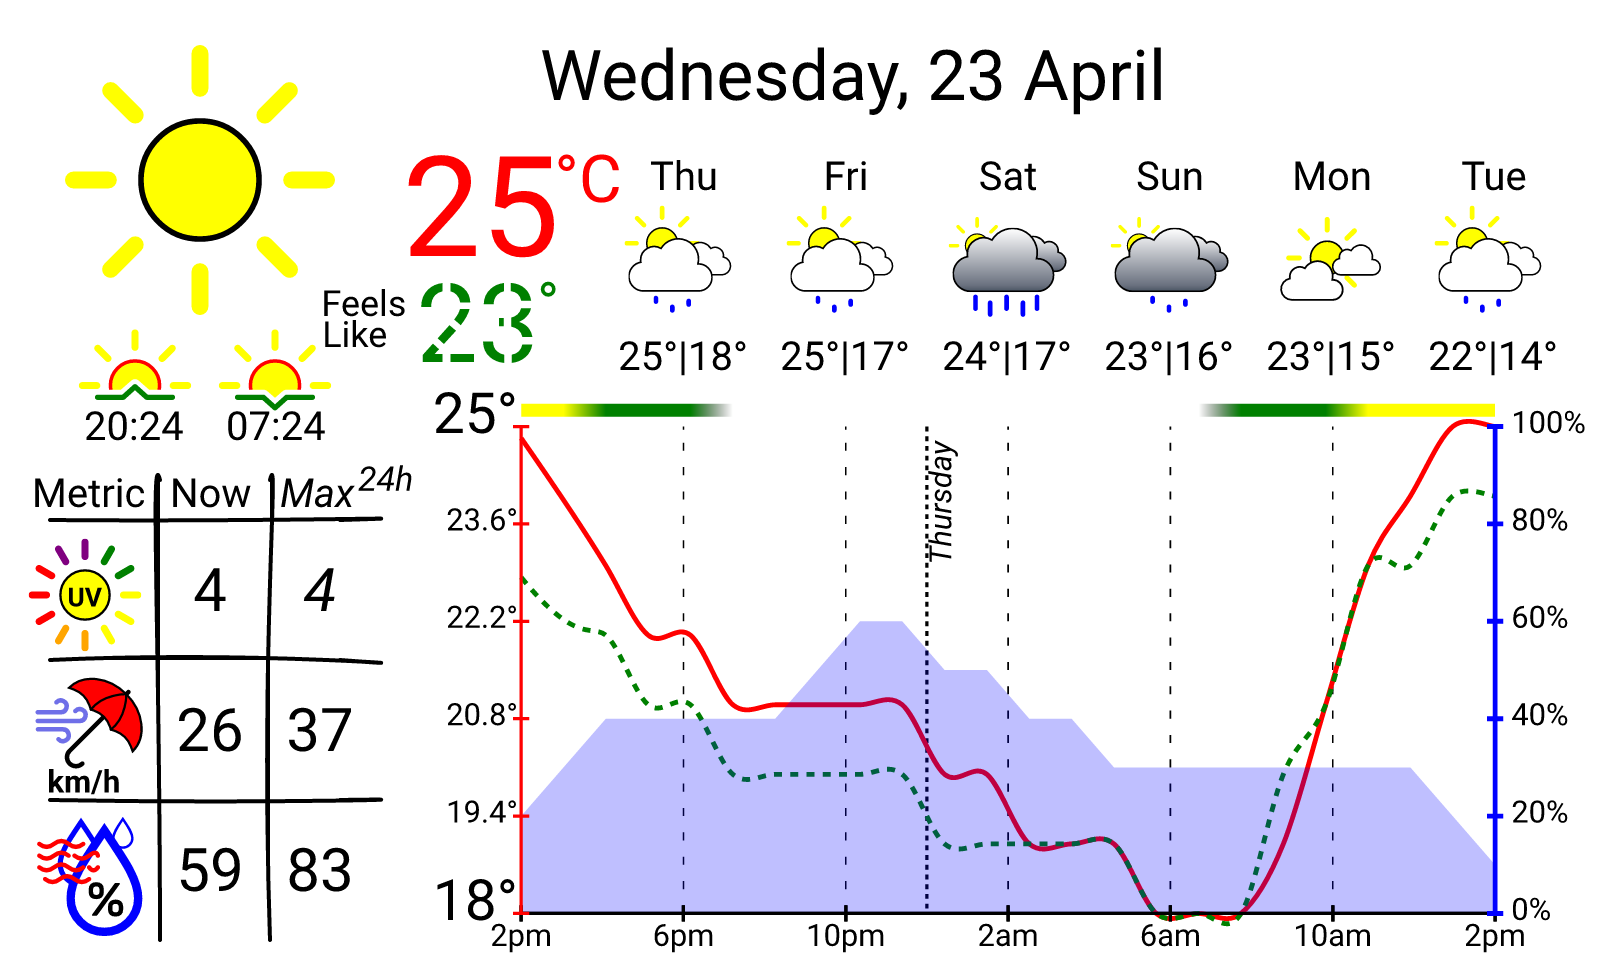 Wednesday, 23 April
25°C
Feels
Like
23°
Thu Fri Sat Sun Mon Tue
25°|18° 25°|17° 24°|17° 23°|16° 23°|15° 22°|14°
20:24 07:24
Metric Now Max 24h
UV 4 4
26 37
km/h
% 59 83
25°
23.6°
22.2°
20.8°
19.4°
18°
Thursday
100%
80%
60%
40%
20%
0%
2pm 6pm 10pm 2am 6am 10am 2pm